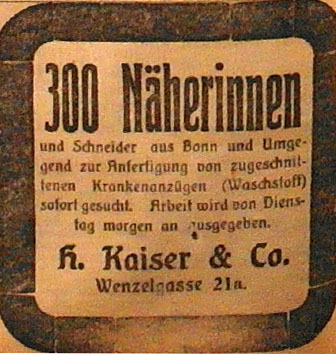 300 Näherinnen
und Schneider aus Bonn und Umge-
gend zur Anfertigung von zugeschnit-
tenen Krankenanzügen (Waschstoff)
sofort gesucht. Arbeit wird von Diens-
tag morgen an ausgegeben.
H. Kaiser & Co.
Wenzelgasse 21a.